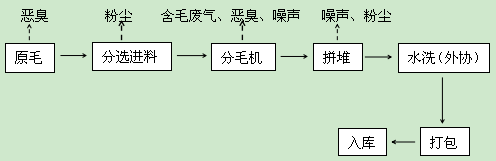 恶臭 粉尘 含毛废气、恶臭、噪声 噪声、粉尘
原毛 分选进料 分毛机 拼堆 水洗(外协)
入库 打包